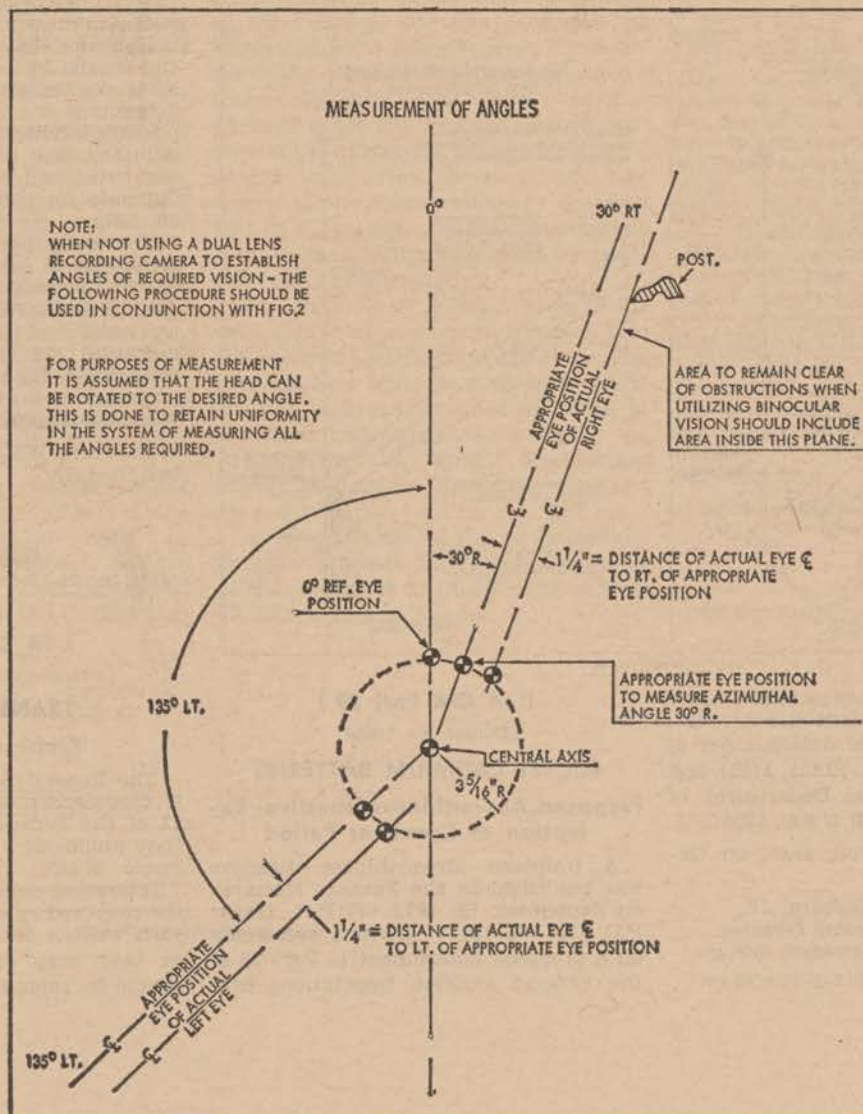 MEASUREMENT OF ANGLES
0°
30° RT
NOTE:
WHEN NOT USING A DUAL LENS
RECORDING CAMERA TO ESTABLISH
ANGLES OF REQUIRED VISION - THE
FOLLOWING PROCEDURE SHOULD BE
USED IN CONJUNCTION WITH FIG.2
POST.
FOR PURPOSES OF MEASUREMENT
IT IS ASSUMED THAT THE HEAD CAN
BE ROTATED TO THE DESIRED ANGLE.
THIS IS DONE TO RETAIN UNIFORMITY
IN THE SYSTEM OF MEASURING ALL
THE ANGLES REQUIRED.
APPROPRIATE
EYE POSITION
OF ACTUAL
RIGHT EYE
AREA TO REMAIN CLEAR
OF OBSTRUCTIONS WHEN
UTILIZING BINOCULAR
VISION SHOULD INCLUDE
AREA INSIDE THIS PLANE.
℄ ℄
30°R
1 1/4" = DISTANCE OF ACTUAL EYE ℄
TO RT. OF APPROPRIATE
EYE POSITION
0° REF. EYE
POSITION
135° LT.
APPROPRIATE EYE POSITION
TO MEASURE AZIMUTHAL
ANGLE 30° R.
CENTRAL AXIS
3 5/16" R
1 1/4" = DISTANCE OF ACTUAL EYE ℄
TO LT. OF APPROPRIATE EYE POSITION
APPROPRIATE
EYE POSITION
OF ACTUAL
LEFT EYE
℄ ℄
135° LT.